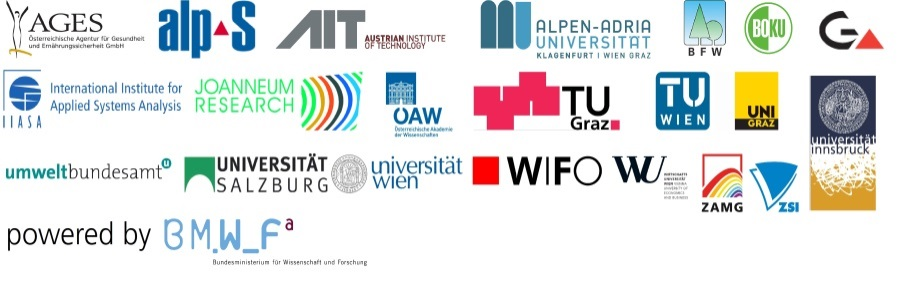 AGES
Österreichische Agentur für Gesundheit
und Ernährungssicherheit GmbH
alpS
AIT AUSTRIAN INSTITUTE
OF TECHNOLOGY
ALPEN-ADRIA
UNIVERSITÄT
KLAGENFURT | WIEN GRAZ
BFW
BOKU
G
IIASA
International Institute for
Applied Systems Analysis
JOANNEUM
RESEARCH
ÖAW
Österreichische Akademie
der Wissenschaften
TU
Graz
TU
WIEN
UNI
GRAZ
universität
innsbruck
umweltbundesamt
u
UNIVERSITÄT
SALZBURG
universität
wien
WIFO
WU
WIRTSCHAFTS
UNIVERSITÄT
WIEN VIENNA
UNIVERSITY OF
ECONOMICS
AND BUSINESS
ZAMG
ZSI
powered by BM.W_Fa
Bundesministerium für Wissenschaft und Forschung